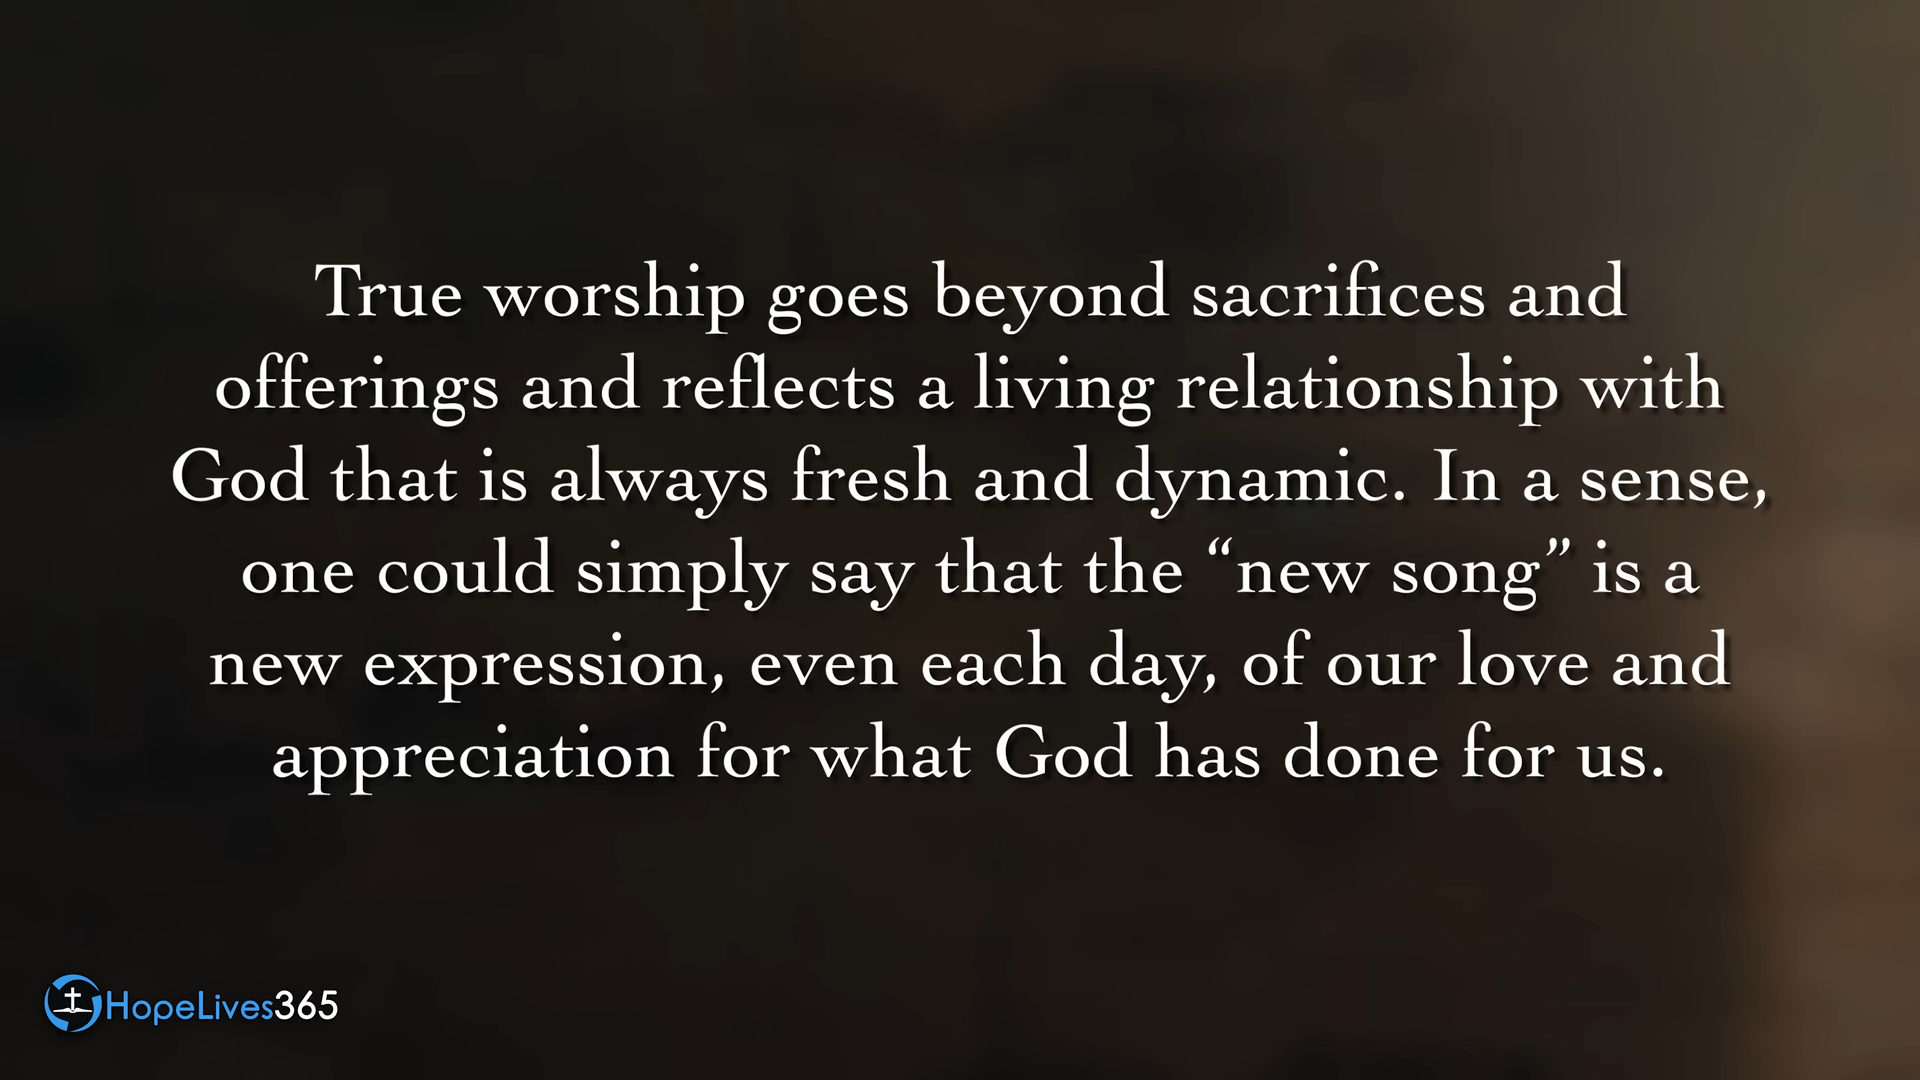 True worship goes beyond sacrifices and
offerings and reflects a living relationship with
God that is always fresh and dynamic. In a sense,
one could simply say that the “new song” is a
new expression, even each day, of our love and
appreciation for what God has done for us.
HopeLives365